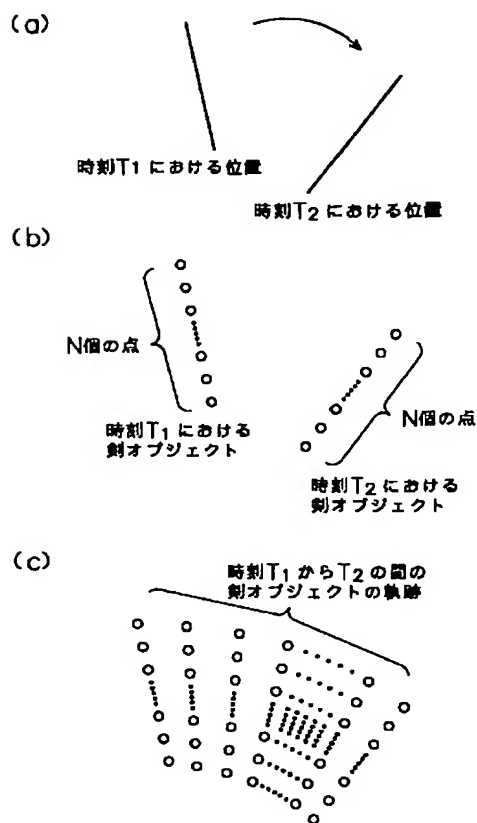 (a)
時刻T1 における位置
時刻T2 における位置
(b)
N個の点
時刻T1 における
剣オブジェクト
N個の点
時刻T2 における
剣オブジェクト
(c)
時刻T1 からT2 の間の
剣オブジェクトの軌跡